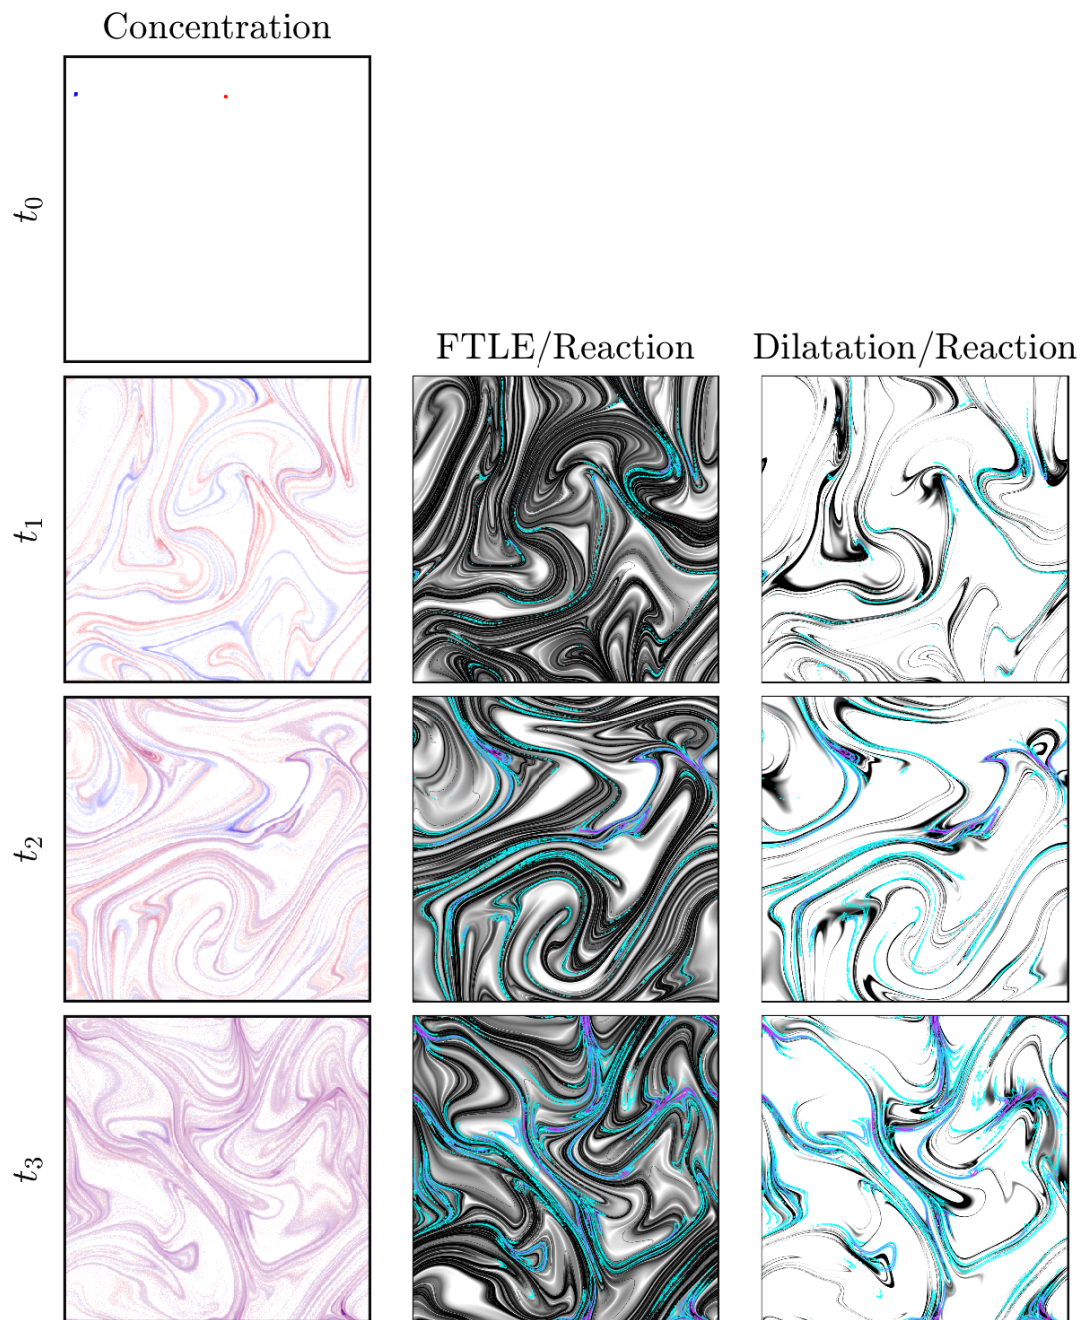 Concentration
t₀
FTLE/Reaction
Dilatation/Reaction
t₁
t₂
t₃